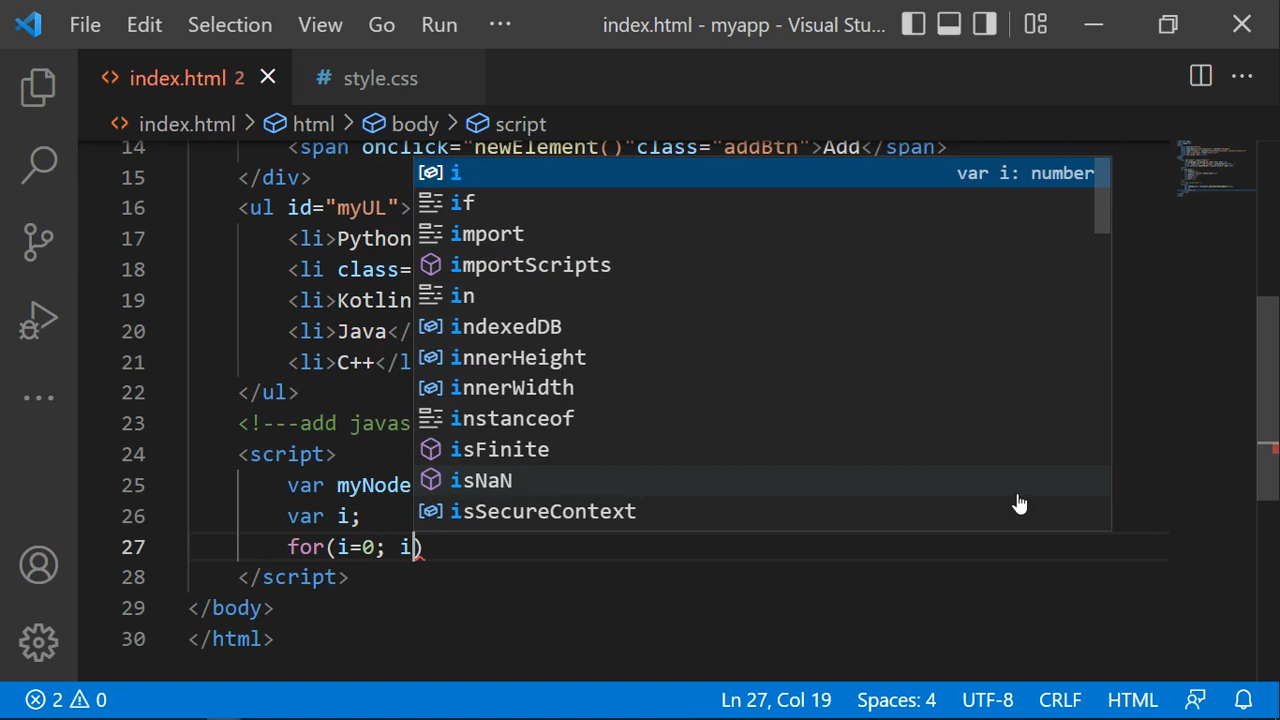 File Edit Selection View Go Run ··· index.html - myapp - Visual Stu...
index.html 2 # style.css
index.html > html > body > script
14 <span onclick="newElement()"class="addBtn">Add</span>
15 </div>
16 <ul id="myUL">
17 <li>Python
18 <li class=
19 <li>Kotlin
20 <li>Java</
21 <li>C++</l
22 </ul>
23 <!---add javas
24 <script>
25 var myNode
26 var i;
27 for(i=0; i)
28 </script>
29 </body>
30 </html>
i var i: number
if
import
importScripts
in
indexedDB
innerHeight
innerWidth
instanceof
isFinite
isNaN
isSecureContext
2 0 Ln 27, Col 19 Spaces: 4 UTF-8 CRLF HTML